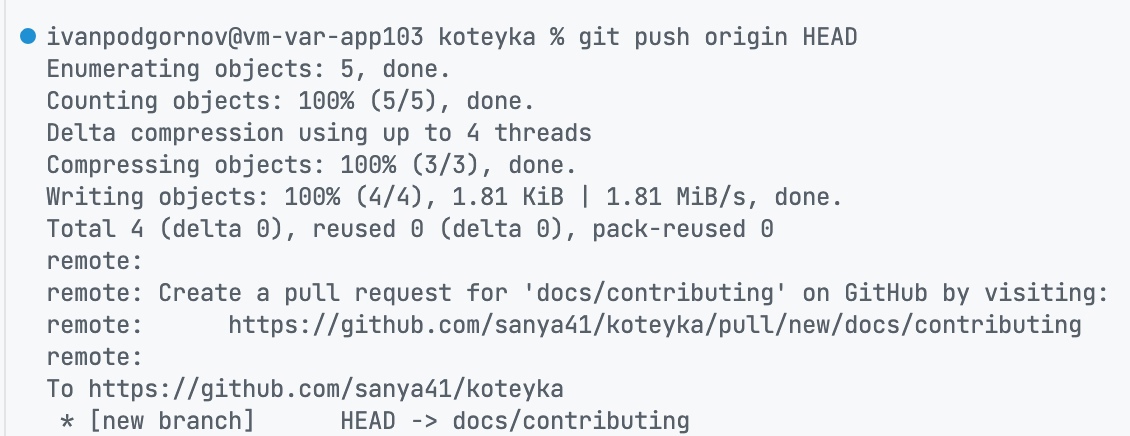 ivanpodgornov@vm-var-app103 koteyka % git push origin HEAD
Enumerating objects: 5, done.
Counting objects: 100% (5/5), done.
Delta compression using up to 4 threads
Compressing objects: 100% (3/3), done.
Writing objects: 100% (4/4), 1.81 KiB | 1.81 MiB/s, done.
Total 4 (delta 0), reused 0 (delta 0), pack-reused 0
remote:
remote: Create a pull request for 'docs/contributing' on GitHub by visiting:
remote:      https://github.com/sanya41/koteyka/pull/new/docs/contributing
remote:
To https://github.com/sanya41/koteyka
 * [new branch]      HEAD -> docs/contributing